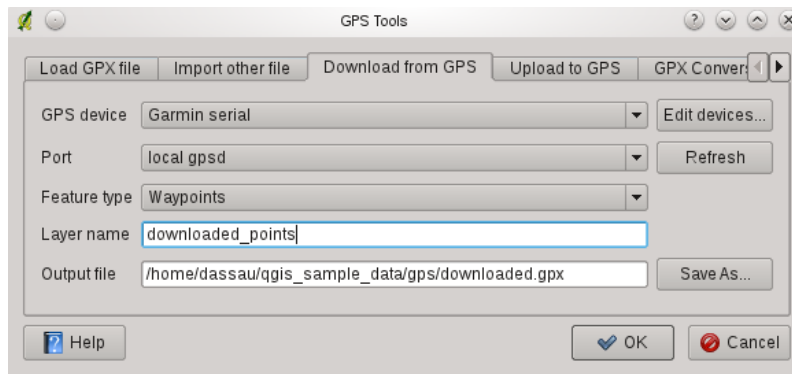 GPS Tools
Load GPX file Import other file Download from GPS Upload to GPS GPX Conver
GPS device Garmin serial Edit devices...
Port local gpsd Refresh
Feature type Waypoints
Layer name downloaded_points
Output file /home/dassau/qgis_sample_data/gps/downloaded.gpx Save As...
Help OK Cancel